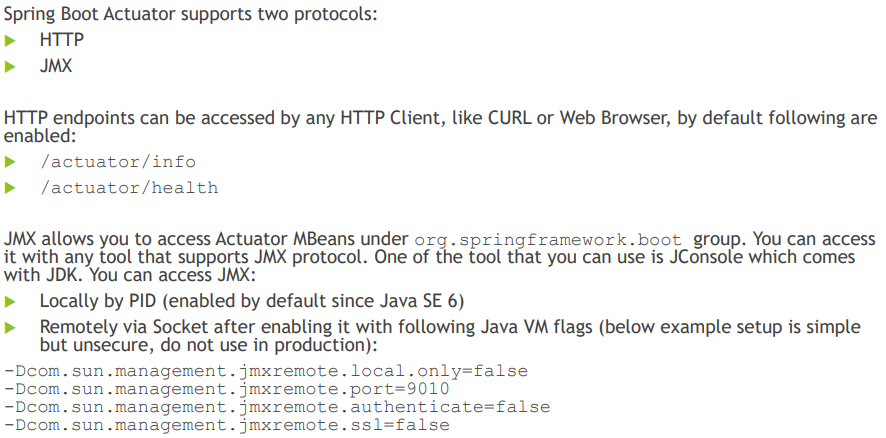 Spring Boot Actuator supports two protocols:
HTTP
JMX
HTTP endpoints can be accessed by any HTTP Client, like CURL or Web Browser, by default following are
enabled:
/actuator/info
/actuator/health
JMX allows you to access Actuator MBeans under org.springframework.boot group. You can access
it with any tool that supports JMX protocol. One of the tool that you can use is JConsole which comes
with JDK. You can access JMX:
Locally by PID (enabled by default since Java SE 6)
Remotely via Socket after enabling it with following Java VM flags (below example setup is simple
but unsecure, do not use in production):
-Dcom.sun.management.jmxremote.local.only=false
-Dcom.sun.management.jmxremote.port=9010
-Dcom.sun.management.jmxremote.authenticate=false
-Dcom.sun.management.jmxremote.ssl=false